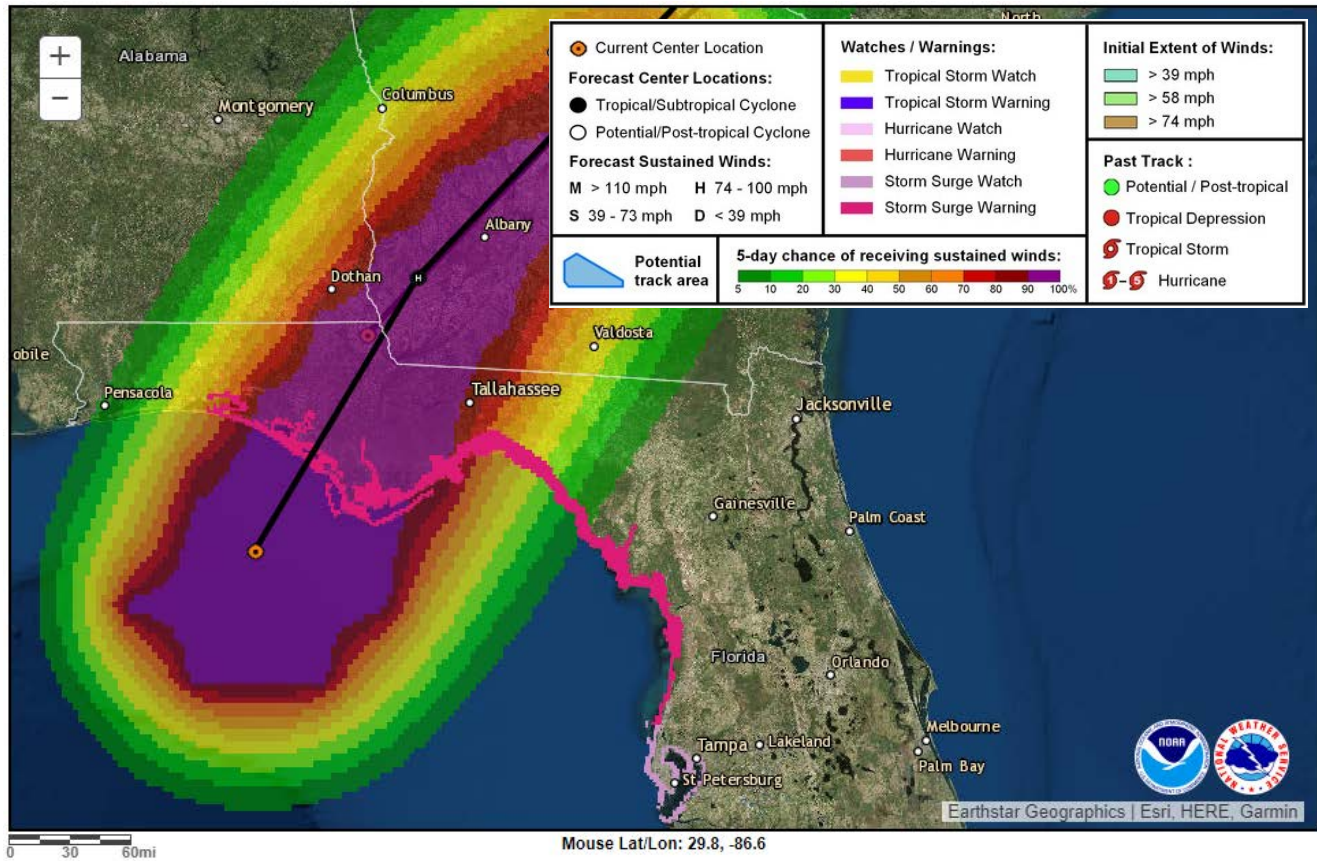 Alabama
Montgomery
Columbus
Albany
Dothan
H
Valdosta
obile
Pensacola
Tallahassee
Jacksonville
Gainesville
Palm Coast
Florida
Orlando
Melbourne
Tampa
Lakeland
Palm Bay
St Petersburg
North
+
−
Current Center Location
Forecast Center Locations:
Tropical/Subtropical Cyclone
Potential/Post-tropical Cyclone
Forecast Sustained Winds:
M > 110 mph H 74 - 100 mph
S 39 - 73 mph D < 39 mph
Watches / Warnings:
Tropical Storm Watch
Tropical Storm Warning
Hurricane Watch
Hurricane Warning
Storm Surge Watch
Storm Surge Warning
Initial Extent of Winds:
> 39 mph
> 58 mph
> 74 mph
Past Track :
Potential / Post-tropical
Tropical Depression
Tropical Storm
1 – 5 Hurricane
Potential
track area
5-day chance of receiving sustained winds:
5 10 20 30 40 50 60 70 80 90 100%
NOAA
NATIONAL WEATHER SERVICE
Earthstar Geographics | Esri, HERE, Garmin
0 30 60mi
Mouse Lat/Lon: 29.8, -86.6